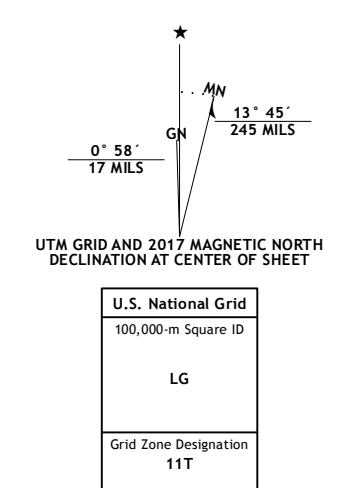 ★
MN
GN
13° 45´
245 MILS
0° 58´
17 MILS
UTM GRID AND 2017 MAGNETIC NORTH
DECLINATION AT CENTER OF SHEET
U.S. National Grid
100,000-m Square ID
LG
Grid Zone Designation
11T